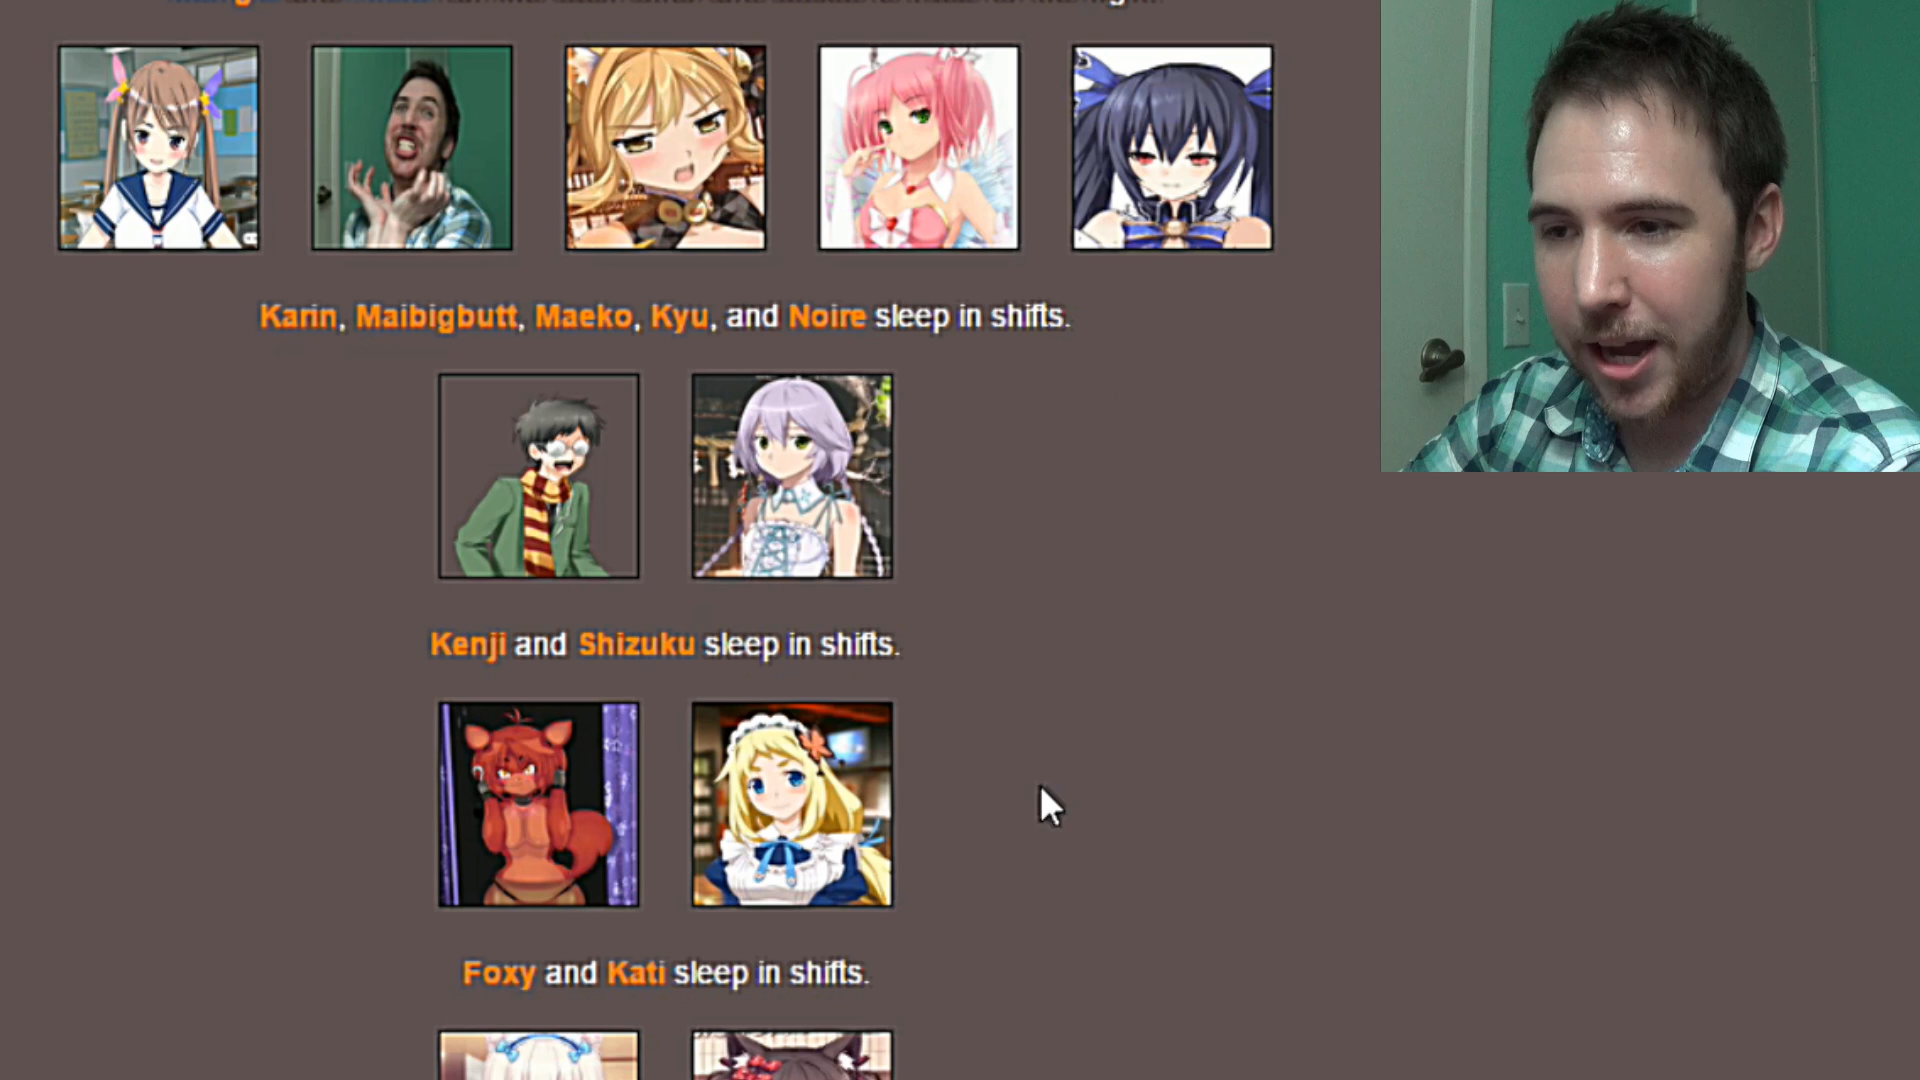 Karin, Maibigbutt, Maeko, Kyu, and Noire sleep in shifts.
Kenji and Shizuku sleep in shifts.
Foxy and Kati sleep in shifts.